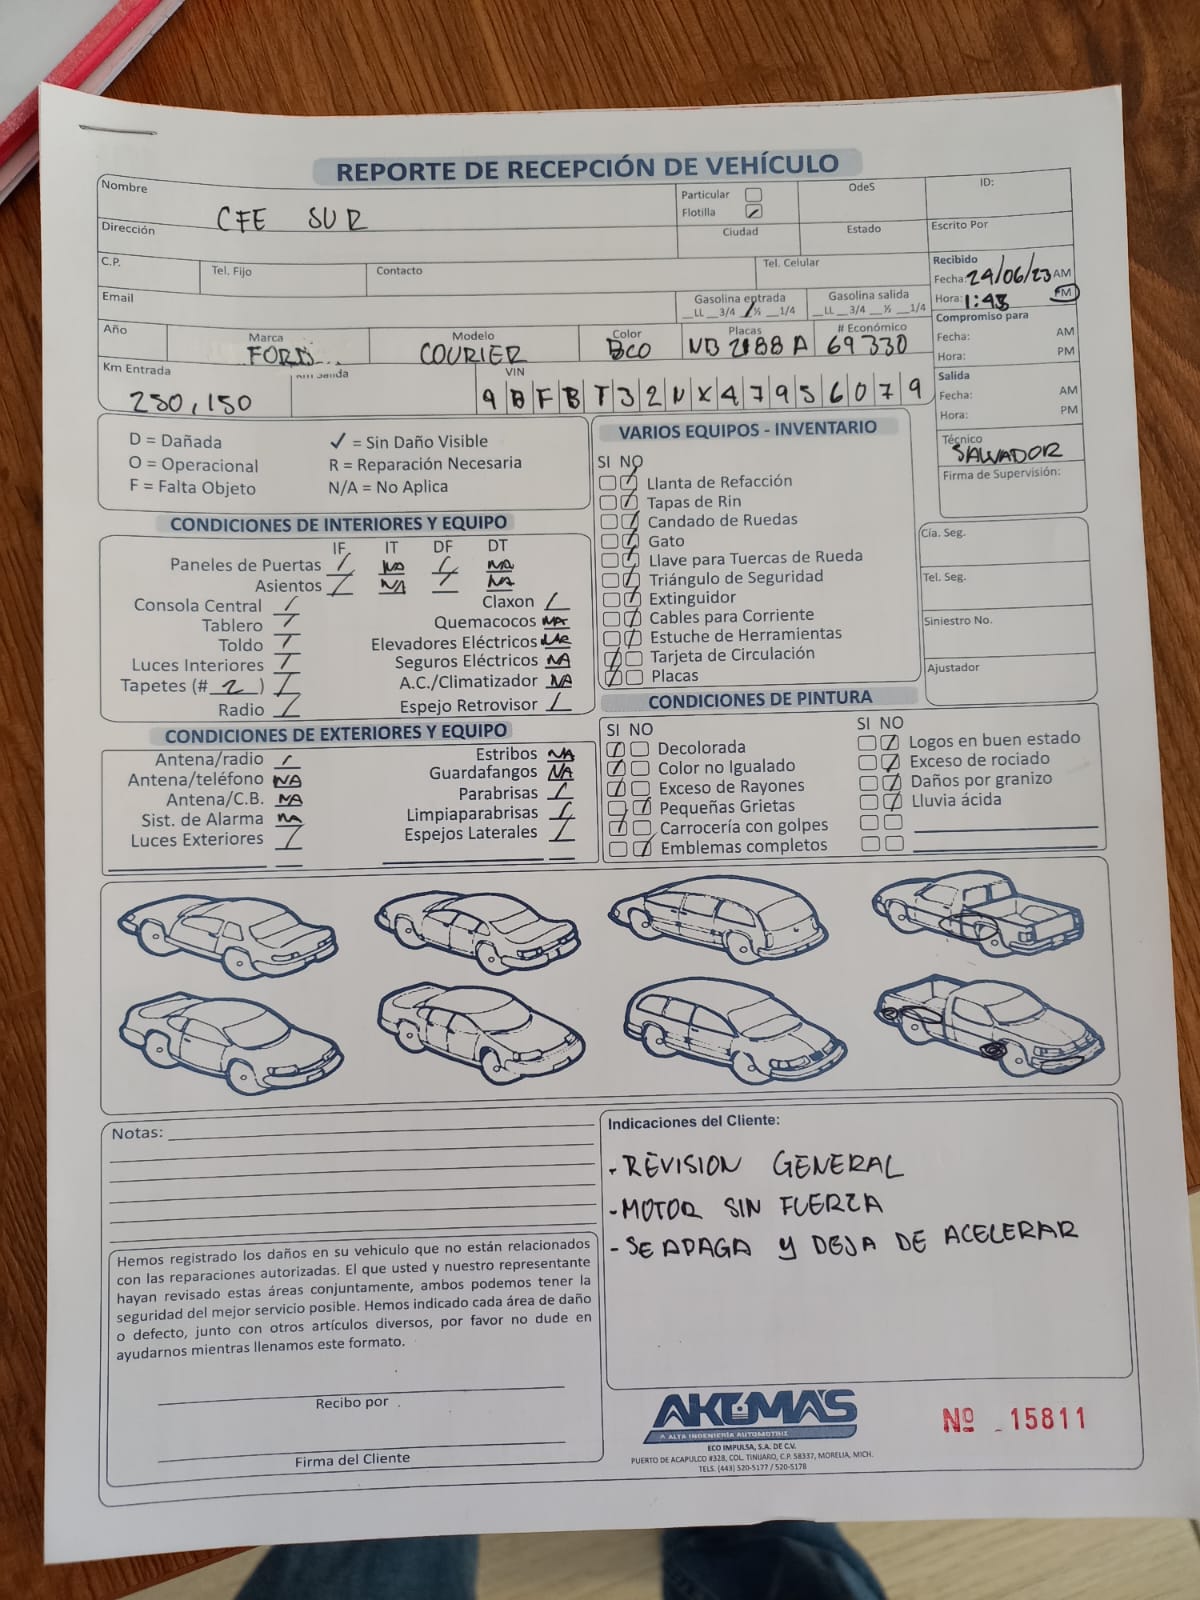 REPORTE DE RECEPCIÓN DE VEHÍCULO
Nombre
CFE SUR
Particular
Flotilla
OdeS
ID:
Dirección
Ciudad
Estado
Escrito Por
C.P.
Tel. Fijo
Contacto
Tel. Celular
Recibido
Fecha: 24/06/23 AM
Hora: 1:43 PM
Email
Gasolina entrada
__LL __3/4 __½ __1/4
Gasolina salida
__LL __3/4 __½ __1/4
Compromiso para
Fecha: AM
Hora: PM
Año
Marca
FORD
Modelo
COURIER
Color
BCO
Placas
NB 2188 A
# Económico
69330
Km Entrada
250,150
Km Salida
VIN
9BFBT32NX47956079
Salida
Fecha: AM
Hora: PM
Técnico
SALVADOR
Firma de Supervisión:
D = Dañada ✓ = Sin Daño Visible
O = Operacional R = Reparación Necesaria
F = Falta Objeto N/A = No Aplica
CONDICIONES DE INTERIORES Y EQUIPO
IF IT DF DT
Paneles de Puertas / NA / NA
Asientos / NA / NA
Consola Central / Claxon /
Tablero / Quemacocos NA
Toldo / Elevadores Eléctricos NA
Luces Interiores / Seguros Eléctricos NA
Tapetes (# 2 ) / A.C./Climatizador NA
Radio / Espejo Retrovisor /
CONDICIONES DE EXTERIORES Y EQUIPO
Antena/radio / Estribos NA
Antena/teléfono NA Guardafangos NA
Antena/C.B. NA Parabrisas /
Sist. de Alarma NA Limpiaparabrisas /
Luces Exteriores / Espejos Laterales /
VARIOS EQUIPOS - INVENTARIO
SI NO
Llanta de Refacción
Tapas de Rin
Candado de Ruedas
Gato
Llave para Tuercas de Rueda
Triángulo de Seguridad
Extinguidor
Cables para Corriente
Estuche de Herramientas
Tarjeta de Circulación
Placas
Cía. Seg.
Tel. Seg.
Siniestro No.
Ajustador
CONDICIONES DE PINTURA
SI NO SI NO
Decolorada Logos en buen estado
Color no Igualado Exceso de rociado
Exceso de Rayones Daños por granizo
Pequeñas Grietas Lluvia ácida
Carrocería con golpes
Emblemas completos
Notas:
Indicaciones del Cliente:
- REVISION GENERAL
- MOTOR SIN FUERZA
- SE APAGA Y DEJA DE ACELERAR
Hemos registrado los daños en su vehiculo que no están relacionados
con las reparaciones autorizadas. El que usted y nuestro representante
hayan revisado estas áreas conjuntamente, ambos podemos tener la
seguridad del mejor servicio posible. Hemos indicado cada área de daño
o defecto, junto con otros artículos diversos, por favor no dude en
ayudarnos mientras llenamos este formato.
Recibo por
Firma del Cliente
AKUMAS
A ALTA INGENIERÍA AUTOMOTRIZ
ECO IMPULSA, S.A. DE C.V.
PUERTO DE ACAPULCO #328, COL. TINIJARO, C.P. 58337, MORELIA, MICH.
TELS. (443) 520-5177 / 520-5178
Nº 15811